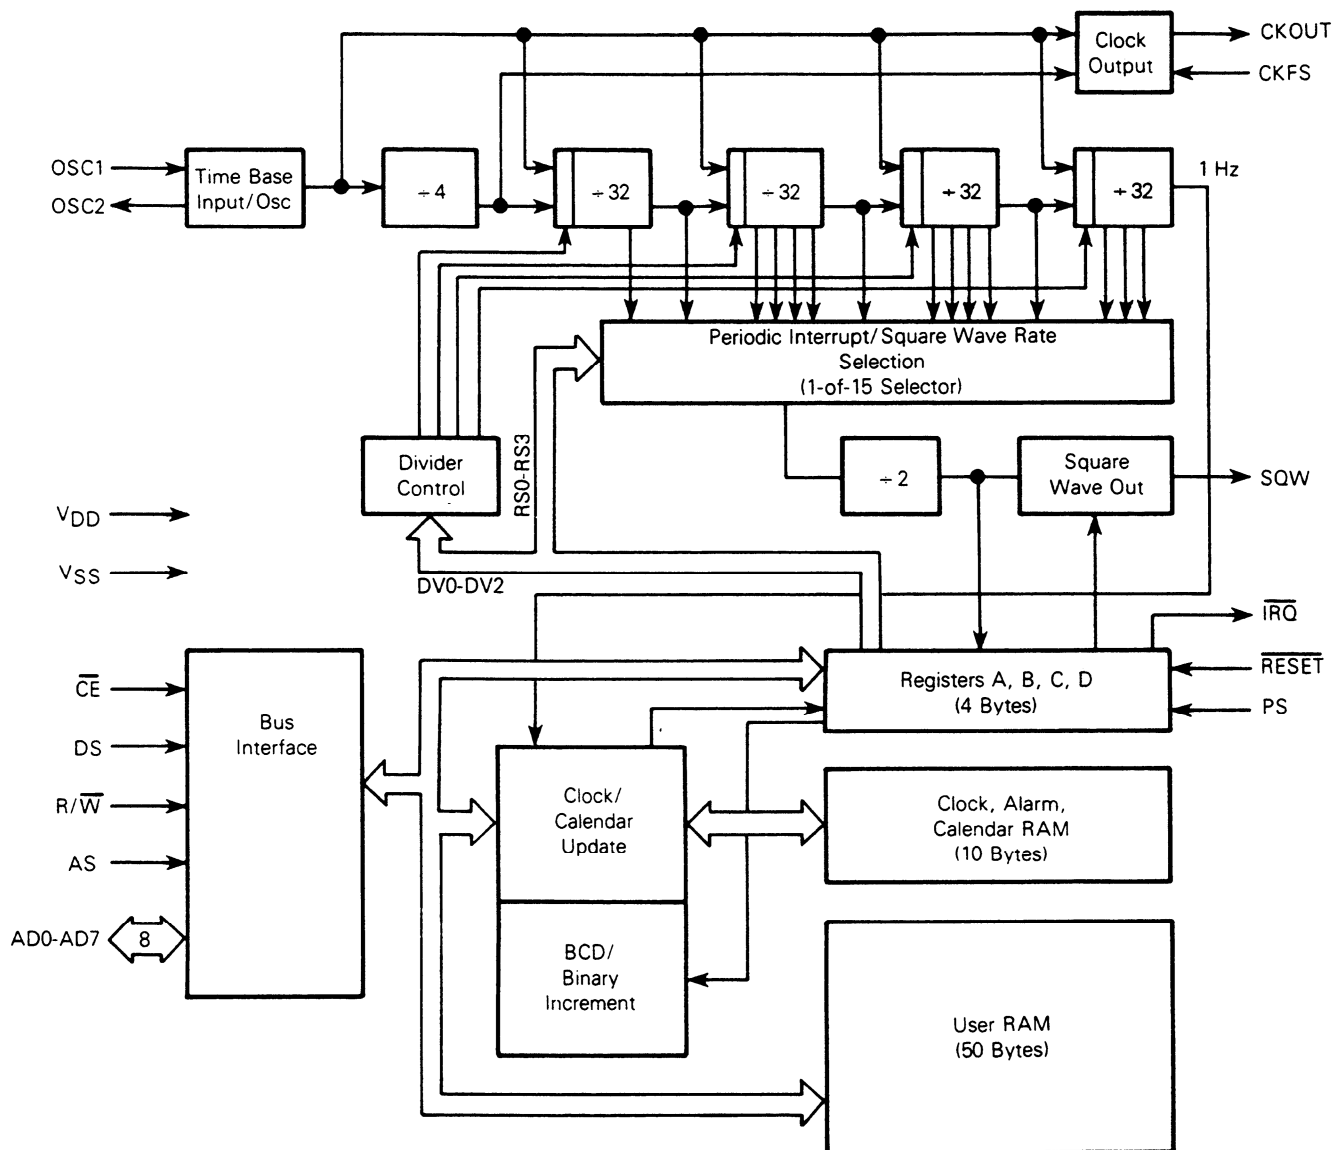 Clock
Output
CKOUT
CKFS
OSC1
OSC2
Time Base
Input/Osc
÷4
÷32
÷32
÷32
÷32
1 Hz
Periodic Interrupt/Square Wave Rate
Selection
(1-of-15 Selector)
Divider
Control
RS0-RS3
÷2
Square
Wave Out
SQW
VDD
VSS
DV0-DV2
IRQ
RESET
PS
Registers A, B, C, D
(4 Bytes)
CE
DS
R/W
AS
AD0-AD7
8
Bus
Interface
Clock/
Calendar
Update
Clock, Alarm,
Calendar RAM
(10 Bytes)
BCD/
Binary
Increment
User RAM
(50 Bytes)